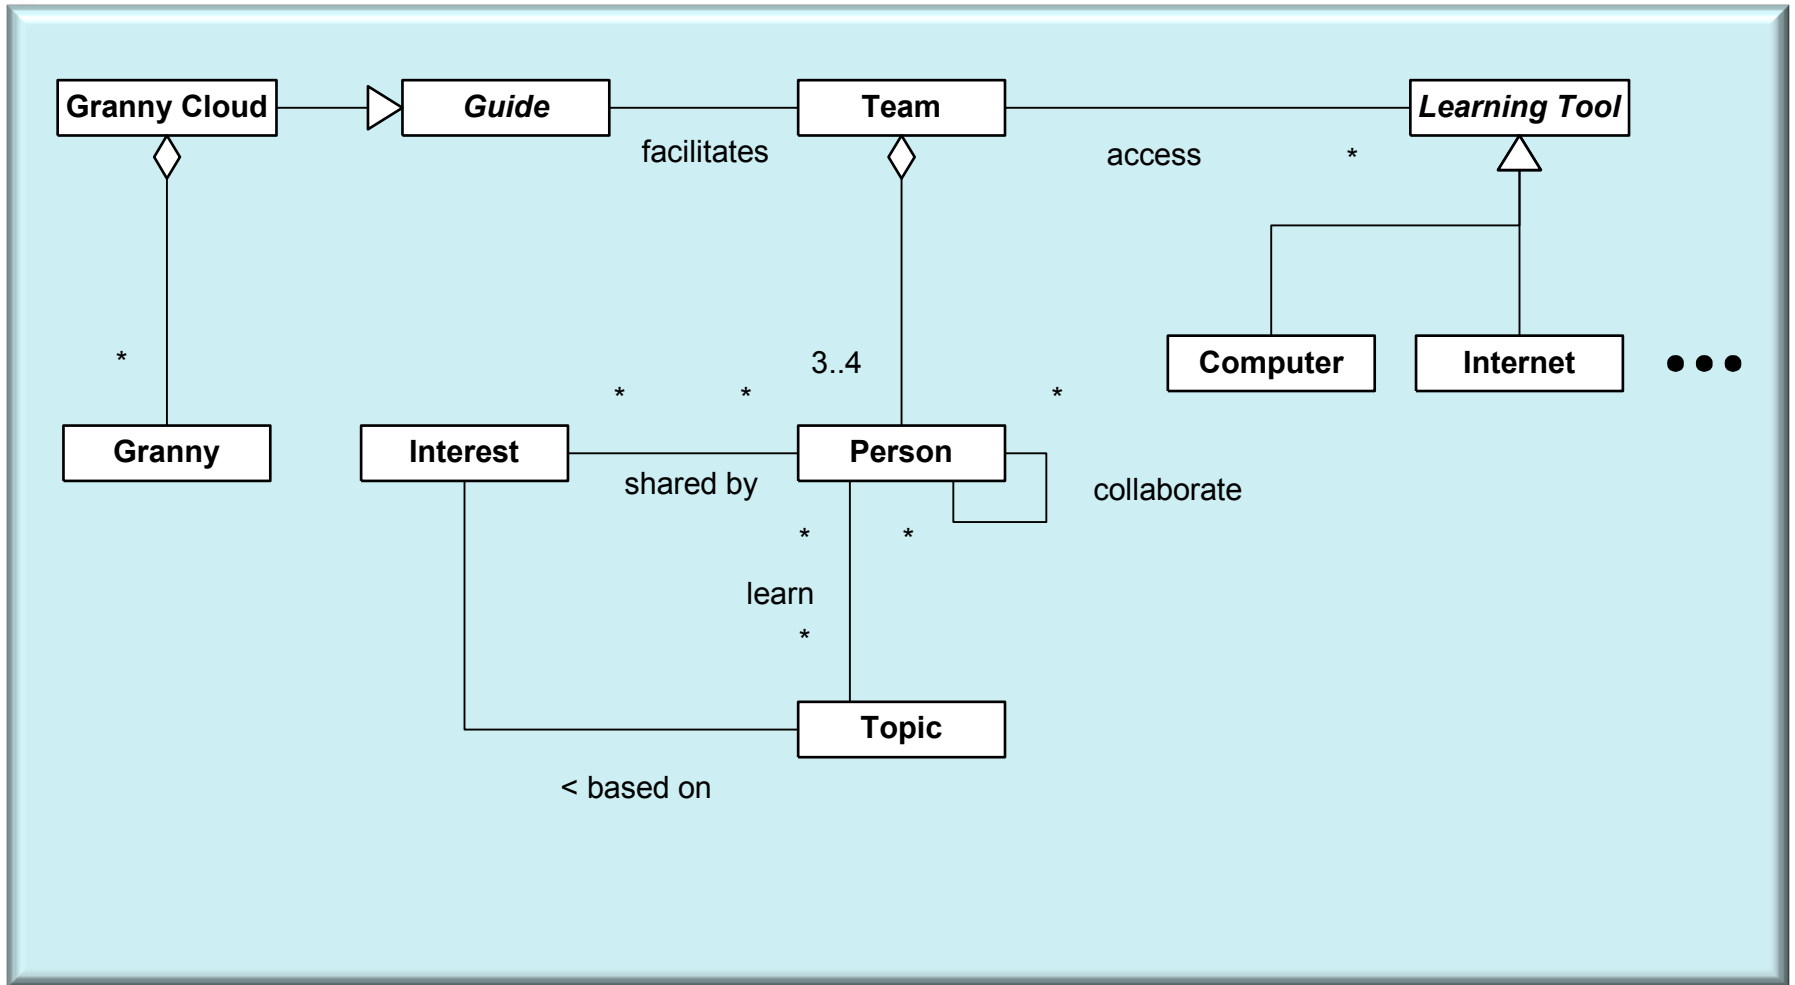 Granny Cloud
Guide
Team
Learning Tool
facilitates
access
*
*
3..4
Computer
Internet
*
*
*
Granny
Interest
Person
shared by
collaborate
*
*
learn
*
Topic
< based on